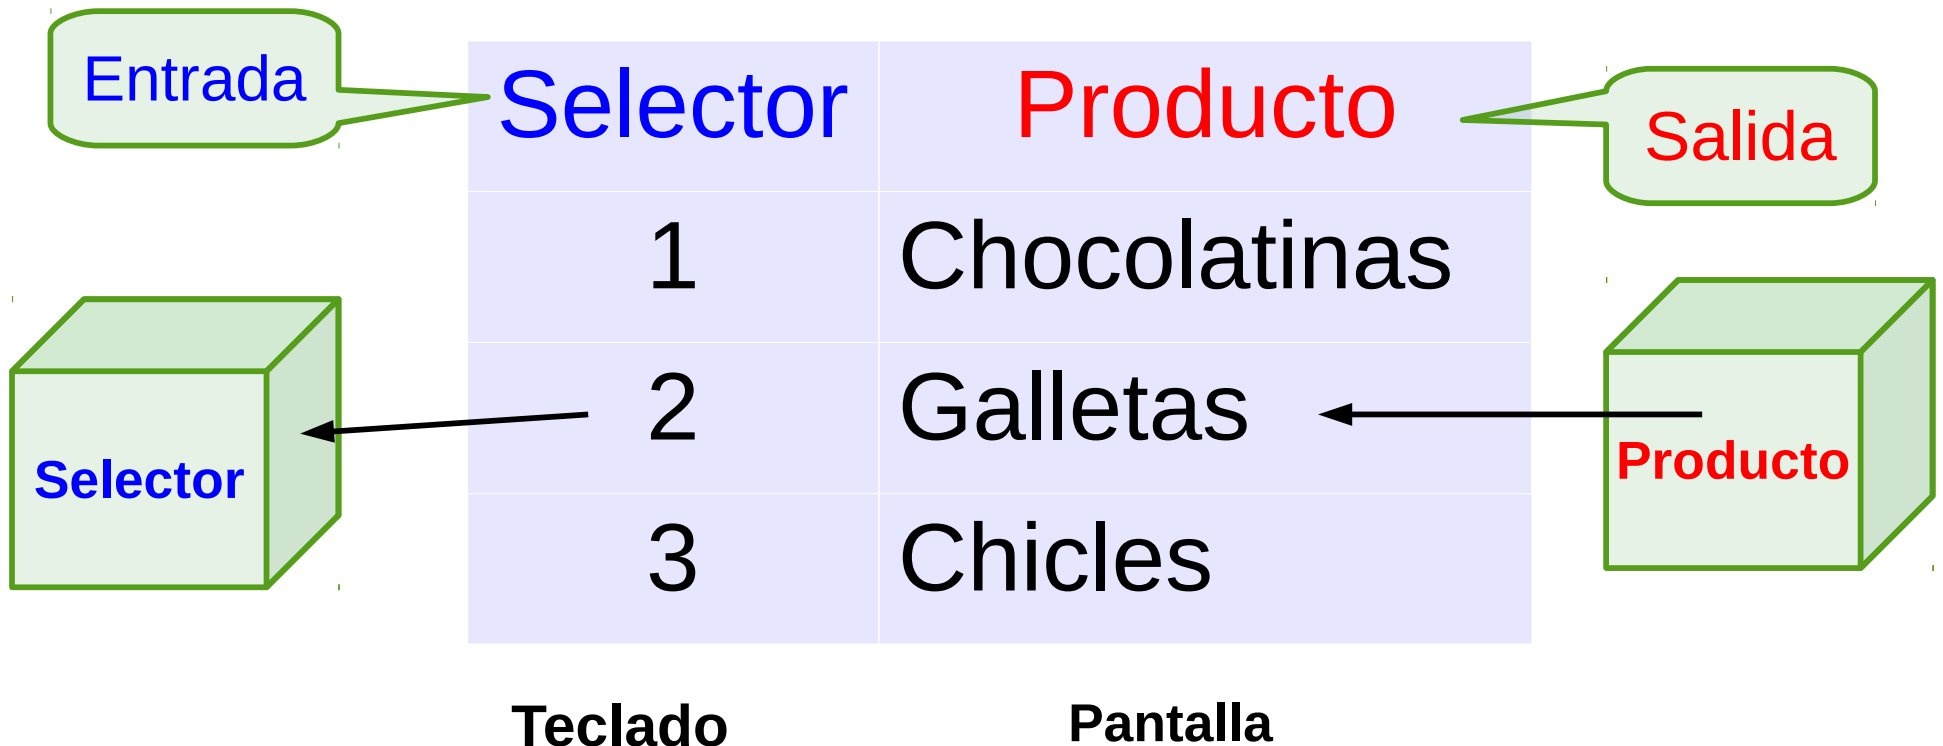 Entrada
Selector Producto
Salida
1 Chocolatinas
2 Galletas
Selector
Producto
3 Chicles
Teclado Pantalla